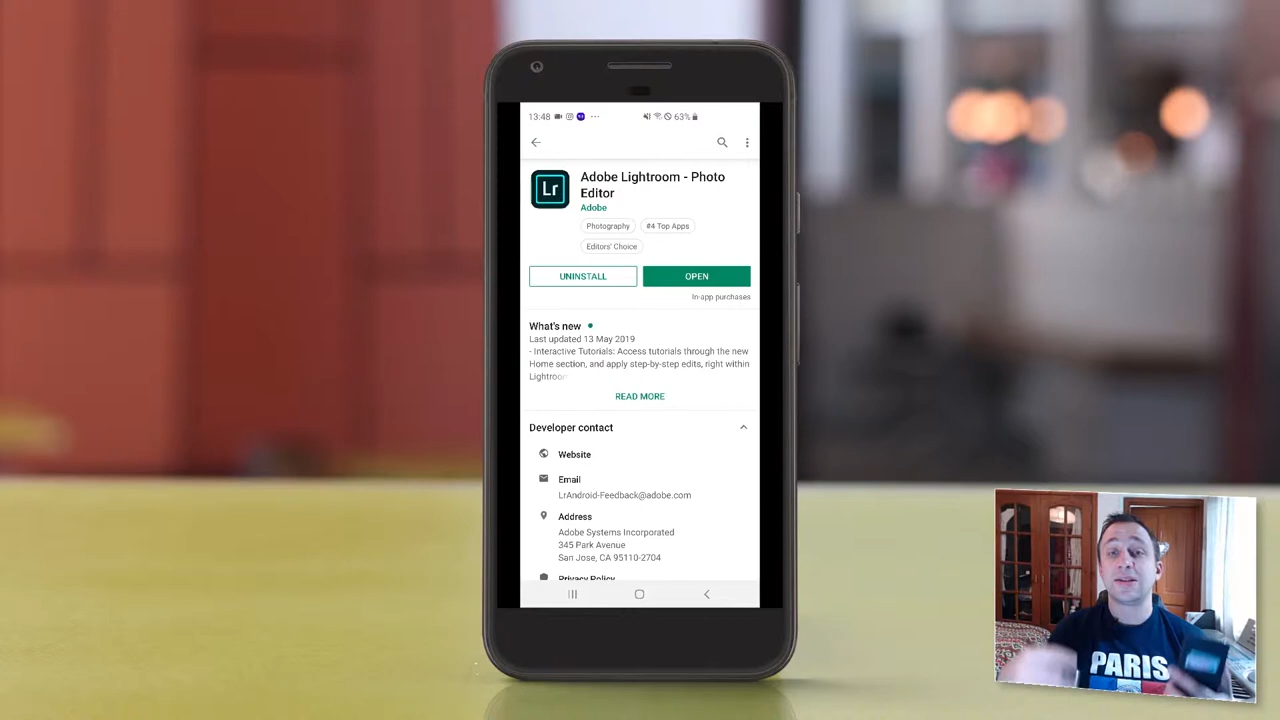 13:48 ··· 63%
Lr
Adobe Lightroom - Photo
Editor
Adobe
Photography #4 Top Apps
Editors' Choice
UNINSTALL OPEN
In-app purchases
What's new
Last updated 13 May 2019
- Interactive Tutorials: Access tutorials through the new
Home section, and apply step-by-step edits, right within
Lightroom
READ MORE
Developer contact
Website
Email
LrAndroid-Feedback@adobe.com
Address
Adobe Systems Incorporated
345 Park Avenue
San Jose, CA 95110-2704
Privacy Policy
PARIS